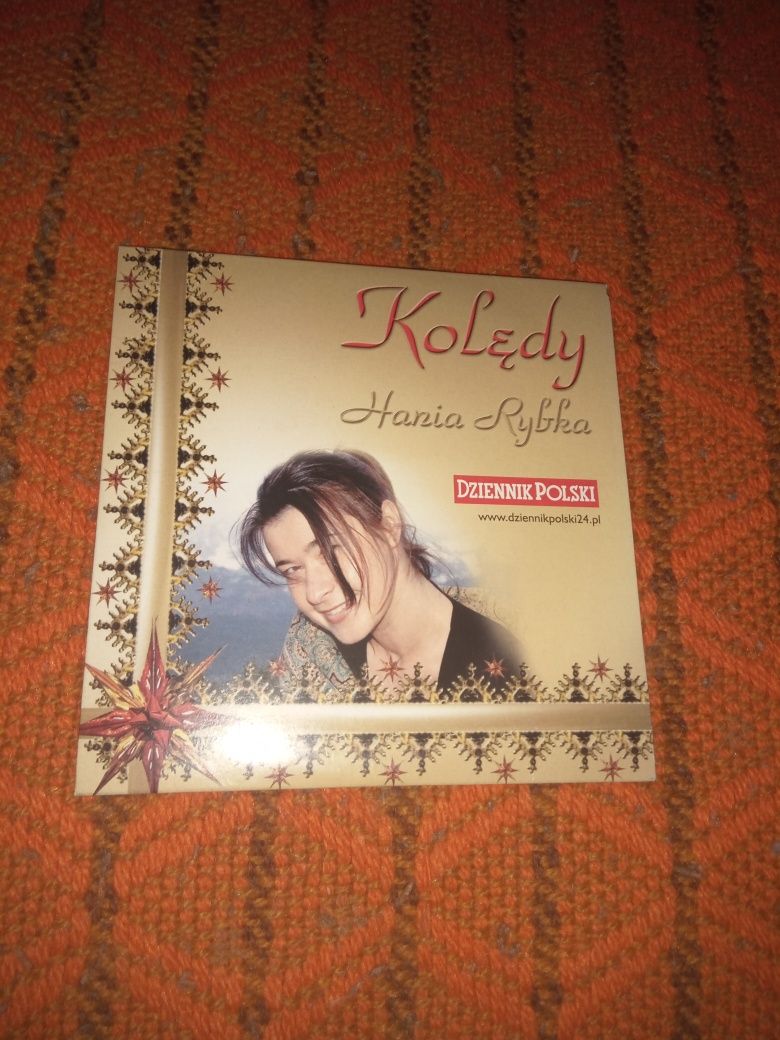 Kolędy
Hania Rybka
DZIENNIK POLSKI
www.dziennikpolski24.pl